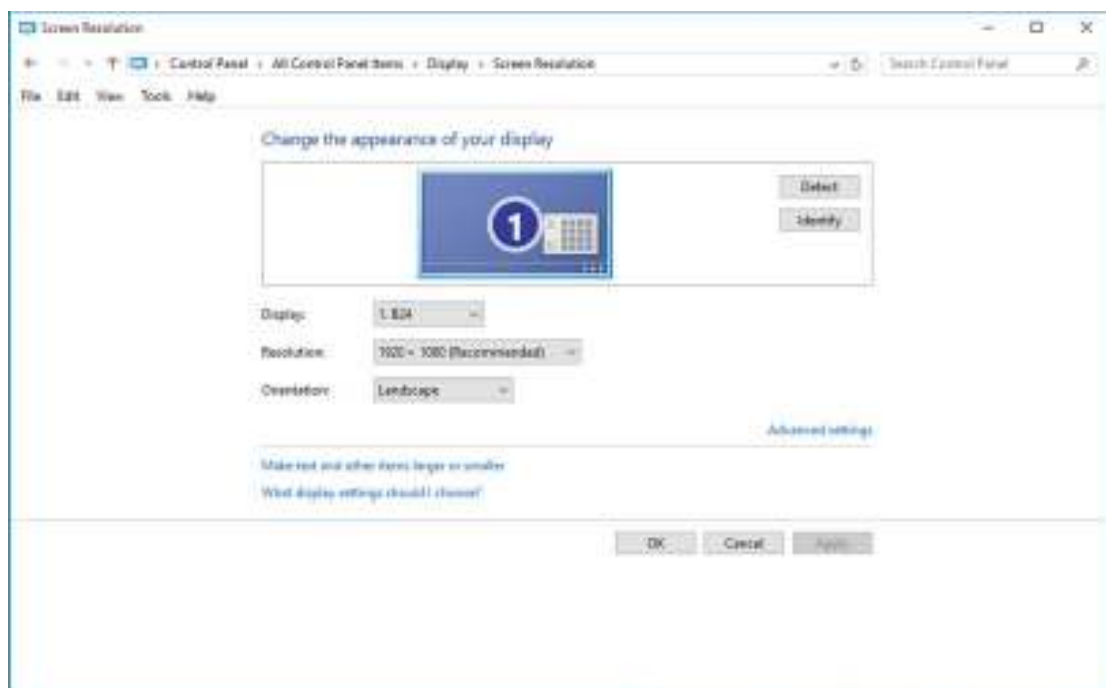 Screen Resolution
Control Panel › All Control Panel Items › Display › Screen Resolution
Search Control Panel
File Edit View Tools Help
Change the appearance of your display
1
Detect
Identify
Display: 1. B24
Resolution: 1920 × 1080 (Recommended)
Orientation: Landscape
Advanced settings
Make text and other items larger or smaller
What display settings should I choose?
OK Cancel Apply